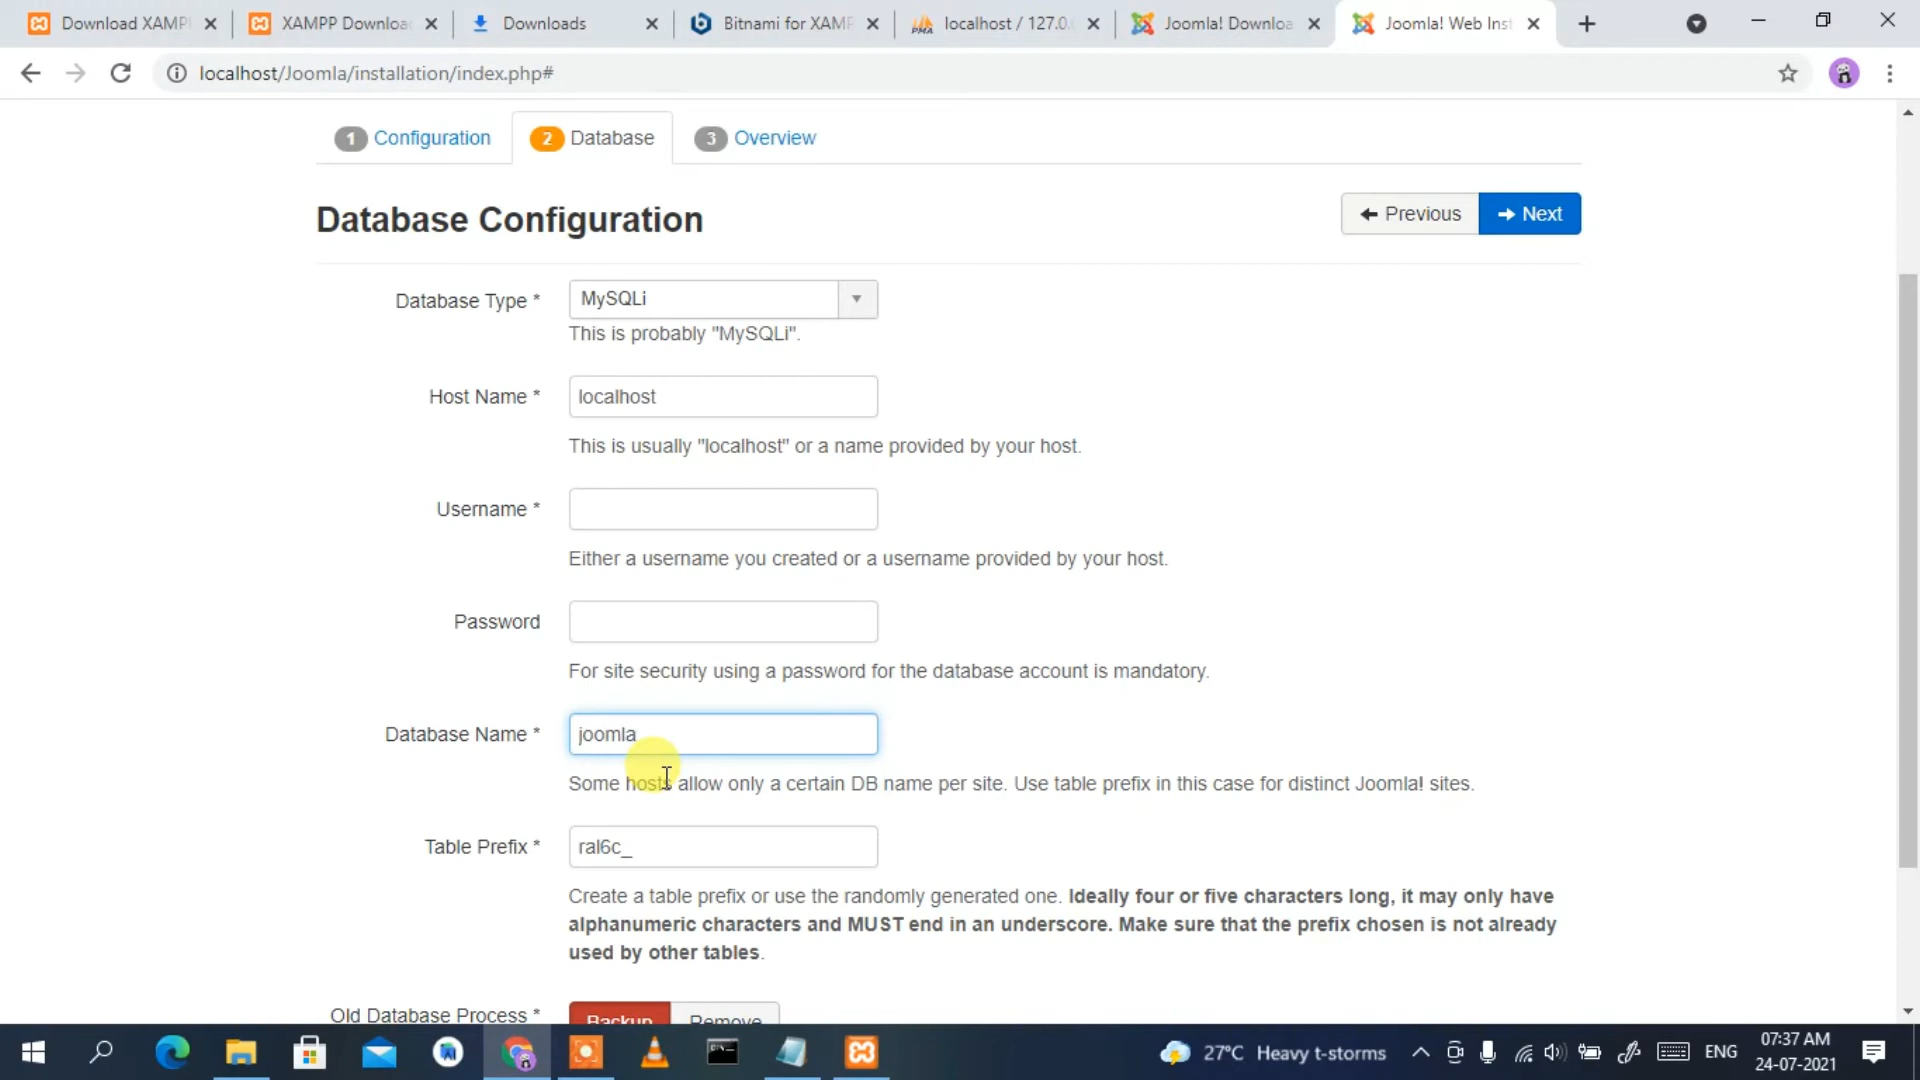 Download XAMP
XAMPP Downloa
Downloads
Bitnami for XAMP
localhost / 127.0.
Joomla! Downloa
Joomla! Web Inst
localhost/Joomla/installation/index.php#
1 Configuration
2 Database
3 Overview
Database Configuration
Previous
Next
Database Type *
MySQLi
This is probably "MySQLi".
Host Name *
localhost
This is usually "localhost" or a name provided by your host.
Username *
Either a username you created or a username provided by your host.
Password
For site security using a password for the database account is mandatory.
Database Name *
joomla
Some hosts allow only a certain DB name per site. Use table prefix in this case for distinct Joomla! sites.
Table Prefix *
ral6c_
Create a table prefix or use the randomly generated one. Ideally four or five characters long, it may only have
alphanumeric characters and MUST end in an underscore. Make sure that the prefix chosen is not already
used by other tables.
Old Database Process *
Backup
Remove
27°C Heavy t-storms
ENG
07:37 AM
24-07-2021